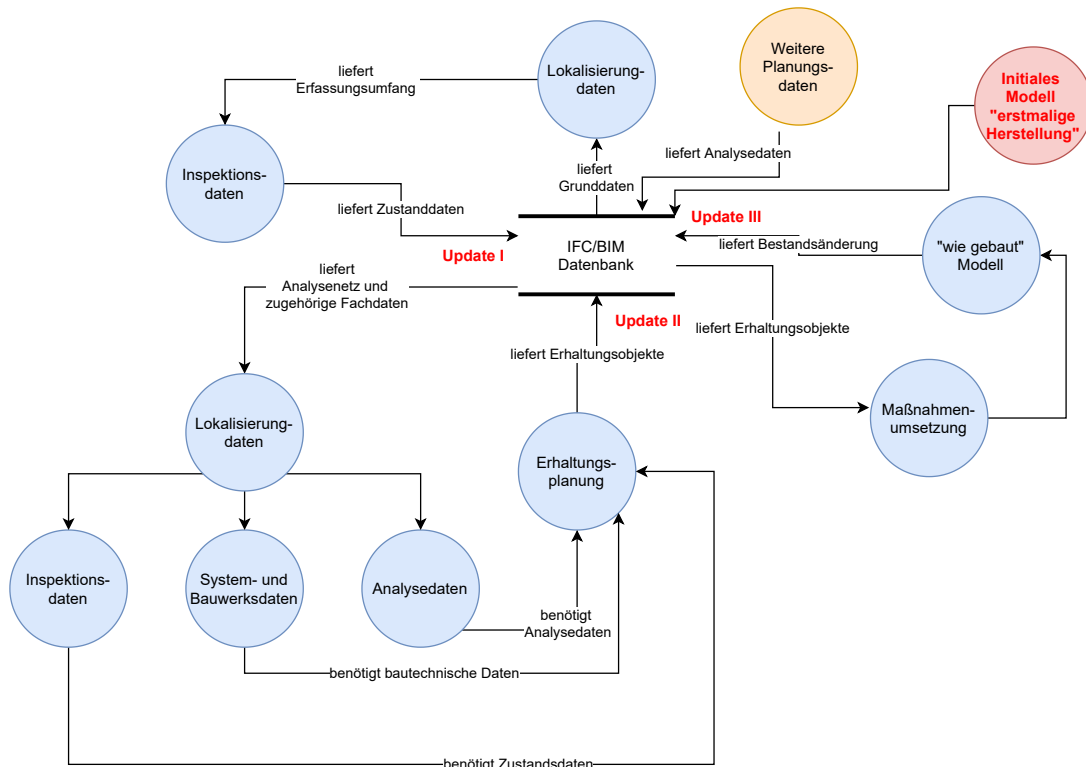 Weitere
Planungs-
daten
Lokalisierung-
daten
liefert
Erfassungsumfang
Initiales
Modell
"erstmalige
Herstellung"
Inspektions-
daten
liefert Analysedaten
liefert
Grunddaten
liefert Zustanddaten
Update III
Update I
IFC/BIM
Datenbank
liefert Bestandsänderung
"wie gebaut"
Modell
liefert
Analysenetz und
zugehörige Fachdaten
Update II
liefert Erhaltungsobjekte
liefert Erhaltungsobjekte
Lokalisierung-
daten
Maßnahmen-
umsetzung
Erhaltungs-
planung
Inspektions-
daten
System- und
Bauwerksdaten
Analysedaten
benötigt
Analysedaten
benötigt bautechnische Daten
benötigt Zustandsdaten